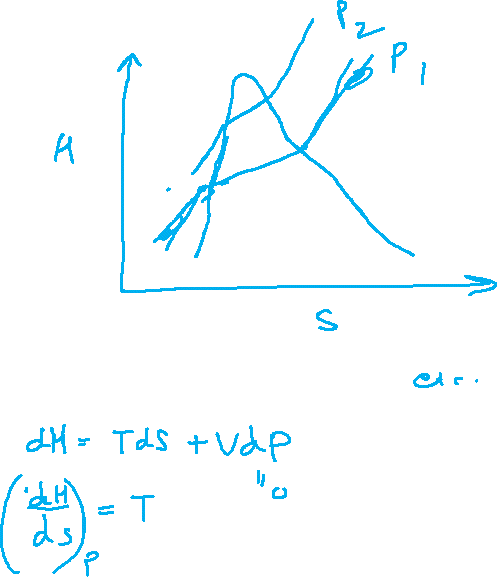 P2
P1
H
S
dH = TdS + VdP
"0
(dH/dS)P = T